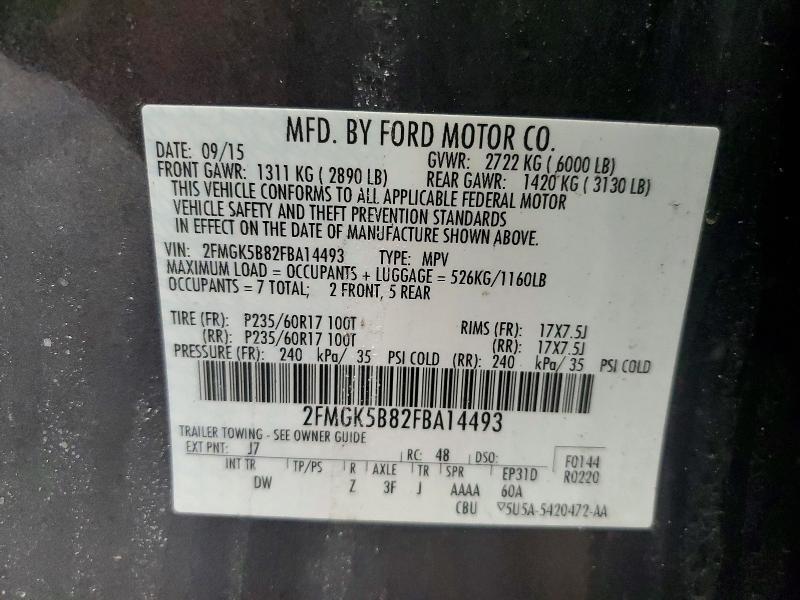 MFD. BY FORD MOTOR CO.
DATE: 09/15 GVWR: 2722 KG ( 6000 LB)
FRONT GAWR: 1311 KG ( 2890 LB) REAR GAWR: 1420 KG ( 3130 LB)
THIS VEHICLE CONFORMS TO ALL APPLICABLE FEDERAL MOTOR
VEHICLE SAFETY AND THEFT PREVENTION STANDARDS
IN EFFECT ON THE DATE OF MANUFACTURE SHOWN ABOVE.
VIN: 2FMGK5B82FBA14493 TYPE: MPV
MAXIMUM LOAD = OCCUPANTS + LUGGAGE = 526KG/1160LB
OCCUPANTS = 7 TOTAL; 2 FRONT, 5 REAR
TIRE (FR): P235/60R17 100T RIMS (FR): 17X7.5J
(RR): P235/60R17 100T (RR): 17X7.5J
PRESSURE (FR): 240 kPa/ 35 PSI COLD (RR): 240 kPa/ 35 PSI COLD
2FMGK5B82FBA14493
TRAILER TOWING - SEE OWNER GUIDE
EXT PNT: J7 RC: 48 DSO: F0144
INT TR TP/PS R AXLE TR SPR EP31D R0220
DW Z 3F J AAAA 60A
CBU ▽5U5A-5420472-AA